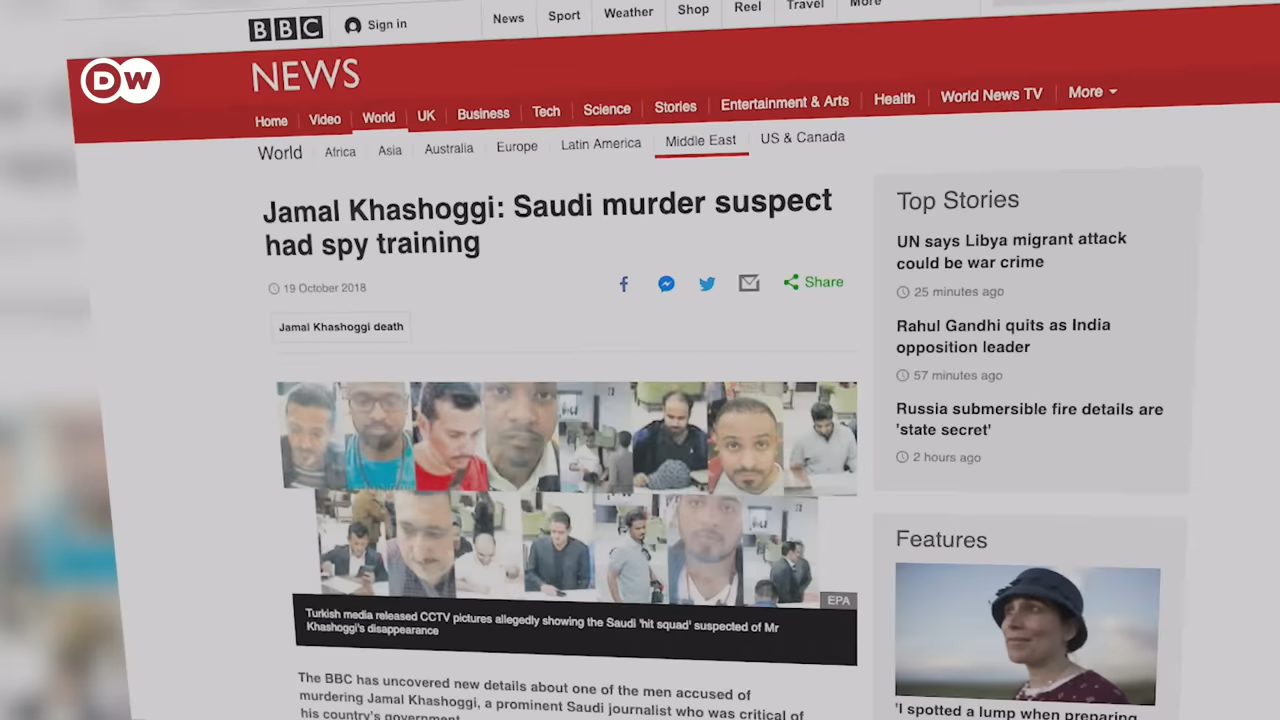 BBC
Sign in
News
Sport
Weather
Shop
Reel
Travel
More
DW
NEWS
Home
Video
World
UK
Business
Tech
Science
Stories
Entertainment & Arts
Health
World News TV
More
World
Africa
Asia
Australia
Europe
Latin America
Middle East
US & Canada
Jamal Khashoggi: Saudi murder suspect
had spy training
19 October 2018
Share
Jamal Khashoggi death
EPA
Turkish media released CCTV pictures allegedly showing the Saudi 'hit squad' suspected of Mr
Khashoggi's disappearance
The BBC has uncovered new details about one of the men accused of
murdering Jamal Khashoggi, a prominent Saudi journalist who was critical of
his country's government.
Top Stories
UN says Libya migrant attack
could be war crime
25 minutes ago
Rahul Gandhi quits as India
opposition leader
57 minutes ago
Russia submersible fire details are
'state secret'
2 hours ago
Features
'I spotted a lump when preparing